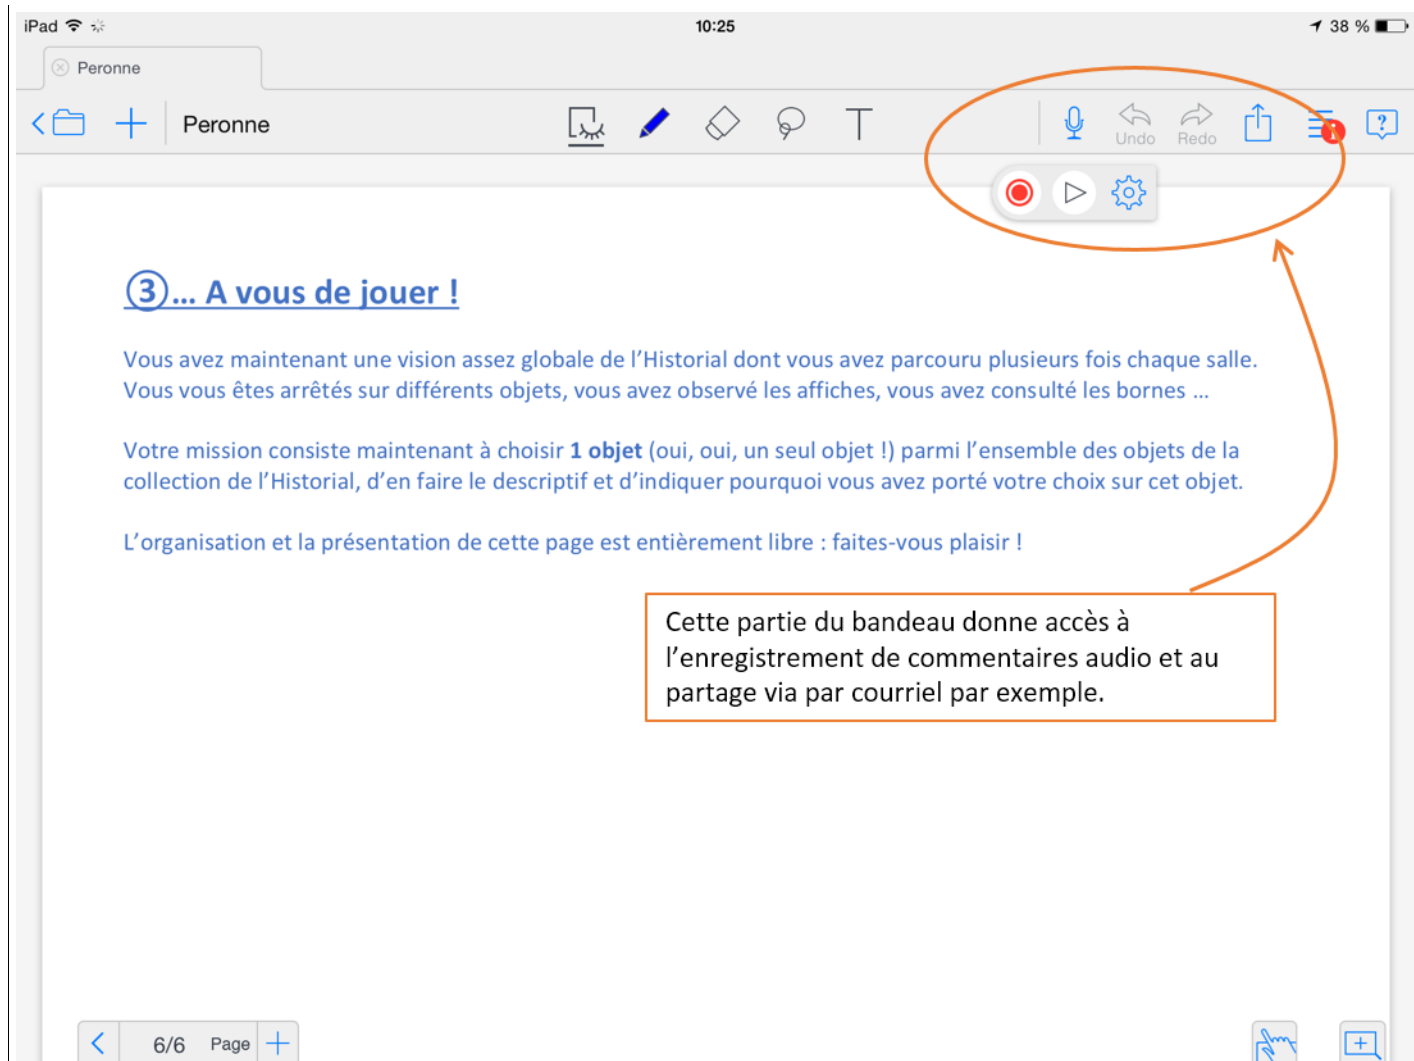 iPad 10:25 38 %
Peronne
Peronne T Undo Redo ?
③... A vous de jouer !
Vous avez maintenant une vision assez globale de l’Historial dont vous avez parcouru plusieurs fois chaque salle.
Vous vous êtes arrêtés sur différents objets, vous avez observé les affiches, vous avez consulté les bornes ...
Votre mission consiste maintenant à choisir 1 objet (oui, oui, un seul objet !) parmi l’ensemble des objets de la
collection de l’Historial, d’en faire le descriptif et d’indiquer pourquoi vous avez porté votre choix sur cet objet.
L’organisation et la présentation de cette page est entièrement libre : faites-vous plaisir !
Cette partie du bandeau donne accès à
l’enregistrement de commentaires audio et au
partage via par courriel par exemple.
6/6 Page